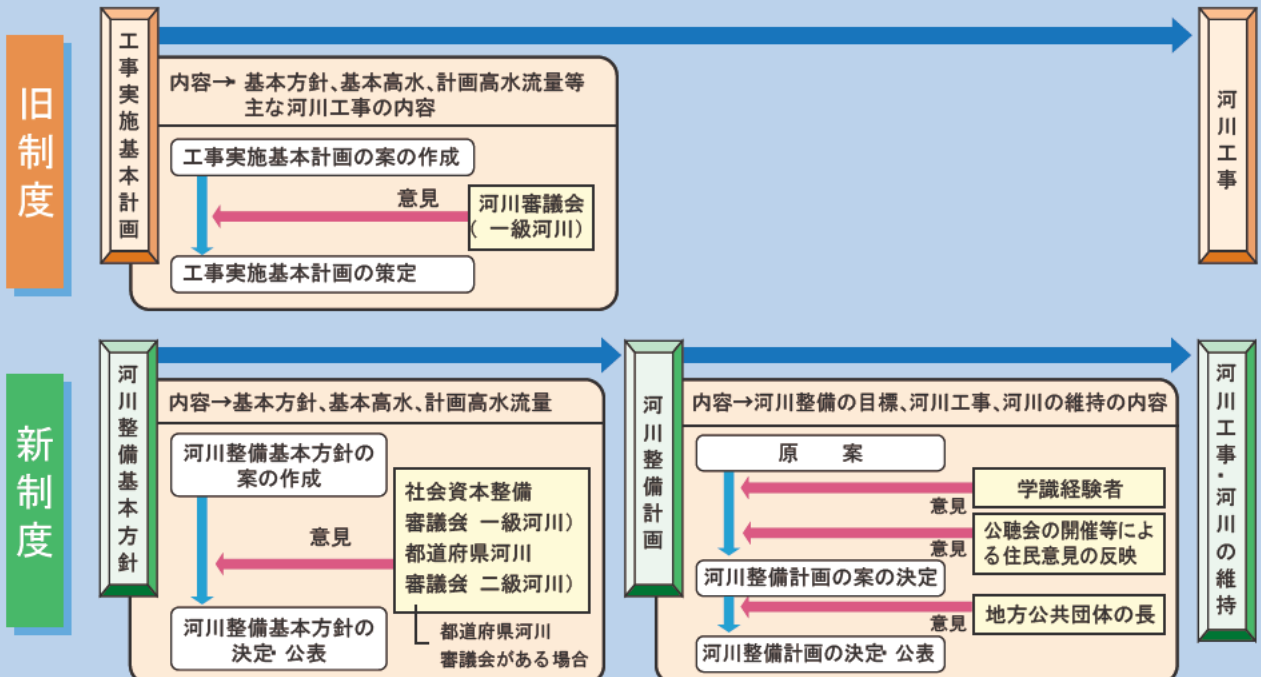 旧制度
工事実施基本計画
内容→ 基本方針、基本高水、計画高水流量等
主な河川工事の内容
工事実施基本計画の案の作成
意見
河川審議会
( 一級河川)
工事実施基本計画の策定
河川工事
新制度
河川整備基本方針
内容→基本方針、基本高水、計画高水流量
河川整備基本方針の
案の作成
意見
社会資本整備
審議会 一級河川)
都道府県河川
審議会 二級河川)
都道府県河川
審議会がある場合
河川整備基本方針の
決定・公表
河川整備計画
内容→河川整備の目標、河川工事、河川の維持の内容
原 案
意見
学識経験者
意見
公聴会の開催等によ
る住民意見の反映
河川整備計画の案の決定
意見
地方公共団体の長
河川整備計画の決定・公表
河川工事・河川の維持